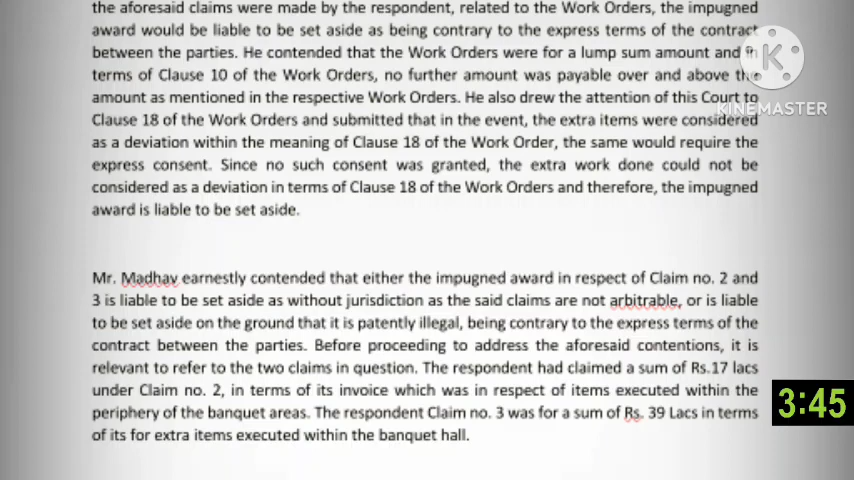 the aforesaid claims were made by the respondent, related to the Work Orders, the impugned
award would be liable to be set aside as being contrary to the express terms of the contract
between the parties. He contended that the Work Orders were for a lump sum amount and in
terms of Clause 10 of the Work Orders, no further amount was payable over and above the
amount as mentioned in the respective Work Orders. He also drew the attention of this Court to
Clause 18 of the Work Orders and submitted that in the event, the extra items were considered
as a deviation within the meaning of Clause 18 of the Work Order, the same would require the
express consent. Since no such consent was granted, the extra work done could not be
considered as a deviation in terms of Clause 18 of the Work Orders and therefore, the impugned
award is liable to be set aside.
Mr. Madhav earnestly contended that either the impugned award in respect of Claim no. 2 and
3 is liable to be set aside as without jurisdiction as the said claims are not arbitrable, or is liable
to be set aside on the ground that it is patently illegal, being contrary to the express terms of the
contract between the parties. Before proceeding to address the aforesaid contentions, it is
relevant to refer to the two claims in question. The respondent had claimed a sum of Rs.17 lacs
under Claim no. 2, in terms of its invoice which was in respect of items executed within the
periphery of the banquet areas. The respondent Claim no. 3 was for a sum of Rs. 39 Lacs in terms
of its for extra items executed within the banquet hall.
KINEMASTER
3:45